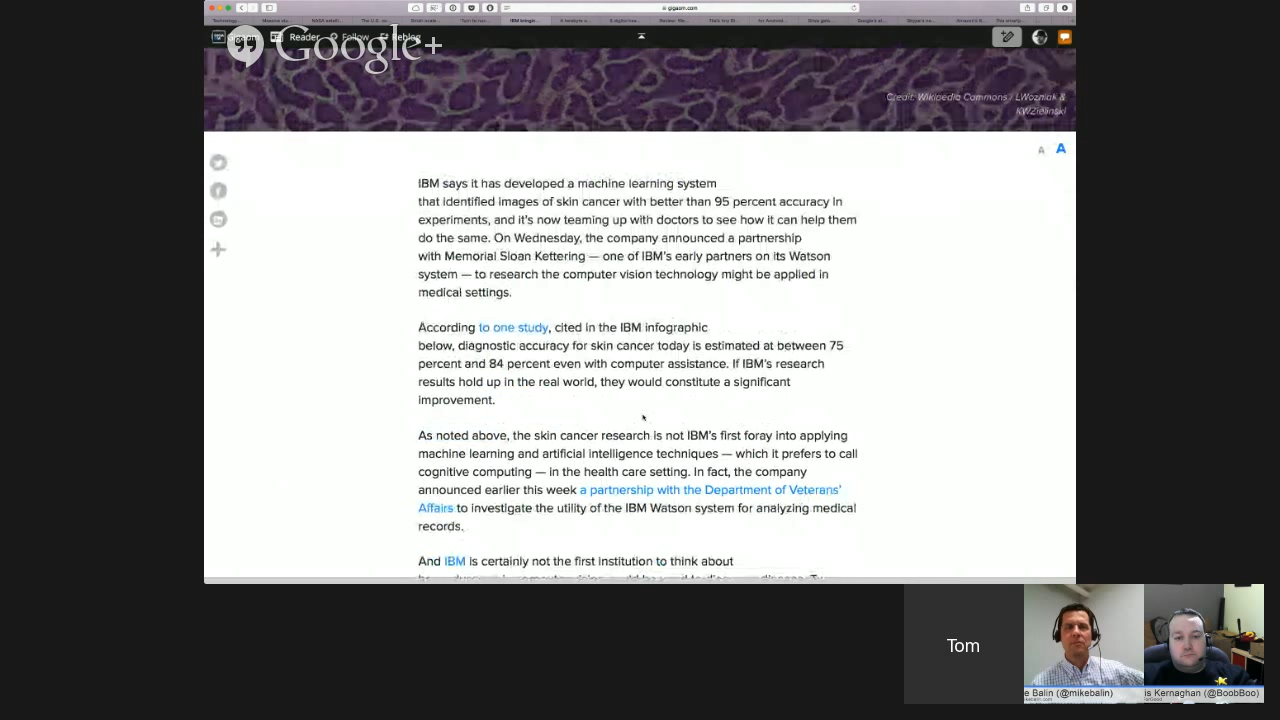 gigaom.com
IBM bringin...
Gigaom Reader Follow Reblog
Google+
Credit: Wikipedia Commons / LWozniak &
KWZielinski
A A
IBM says it has developed a machine learning system
that identified images of skin cancer with better than 95 percent accuracy in
experiments, and it's now teaming up with doctors to see how it can help them
do the same. On Wednesday, the company announced a partnership
with Memorial Sloan Kettering — one of IBM's early partners on its Watson
system — to research the computer vision technology might be applied in
medical settings.
According to one study, cited in the IBM infographic
below, diagnostic accuracy for skin cancer today is estimated at between 75
percent and 84 percent even with computer assistance. If IBM's research
results hold up in the real world, they would constitute a significant
improvement.
As noted above, the skin cancer research is not IBM's first foray into applying
machine learning and artificial intelligence techniques — which it prefers to call
cognitive computing — in the health care setting. In fact, the company
announced earlier this week a partnership with the Department of Veterans'
Affairs to investigate the utility of the IBM Watson system for analyzing medical
records.
And IBM is certainly not the first institution to think about
Tom
e Balin (@mikebalin)
is Kernaghan (@BoobBoo)